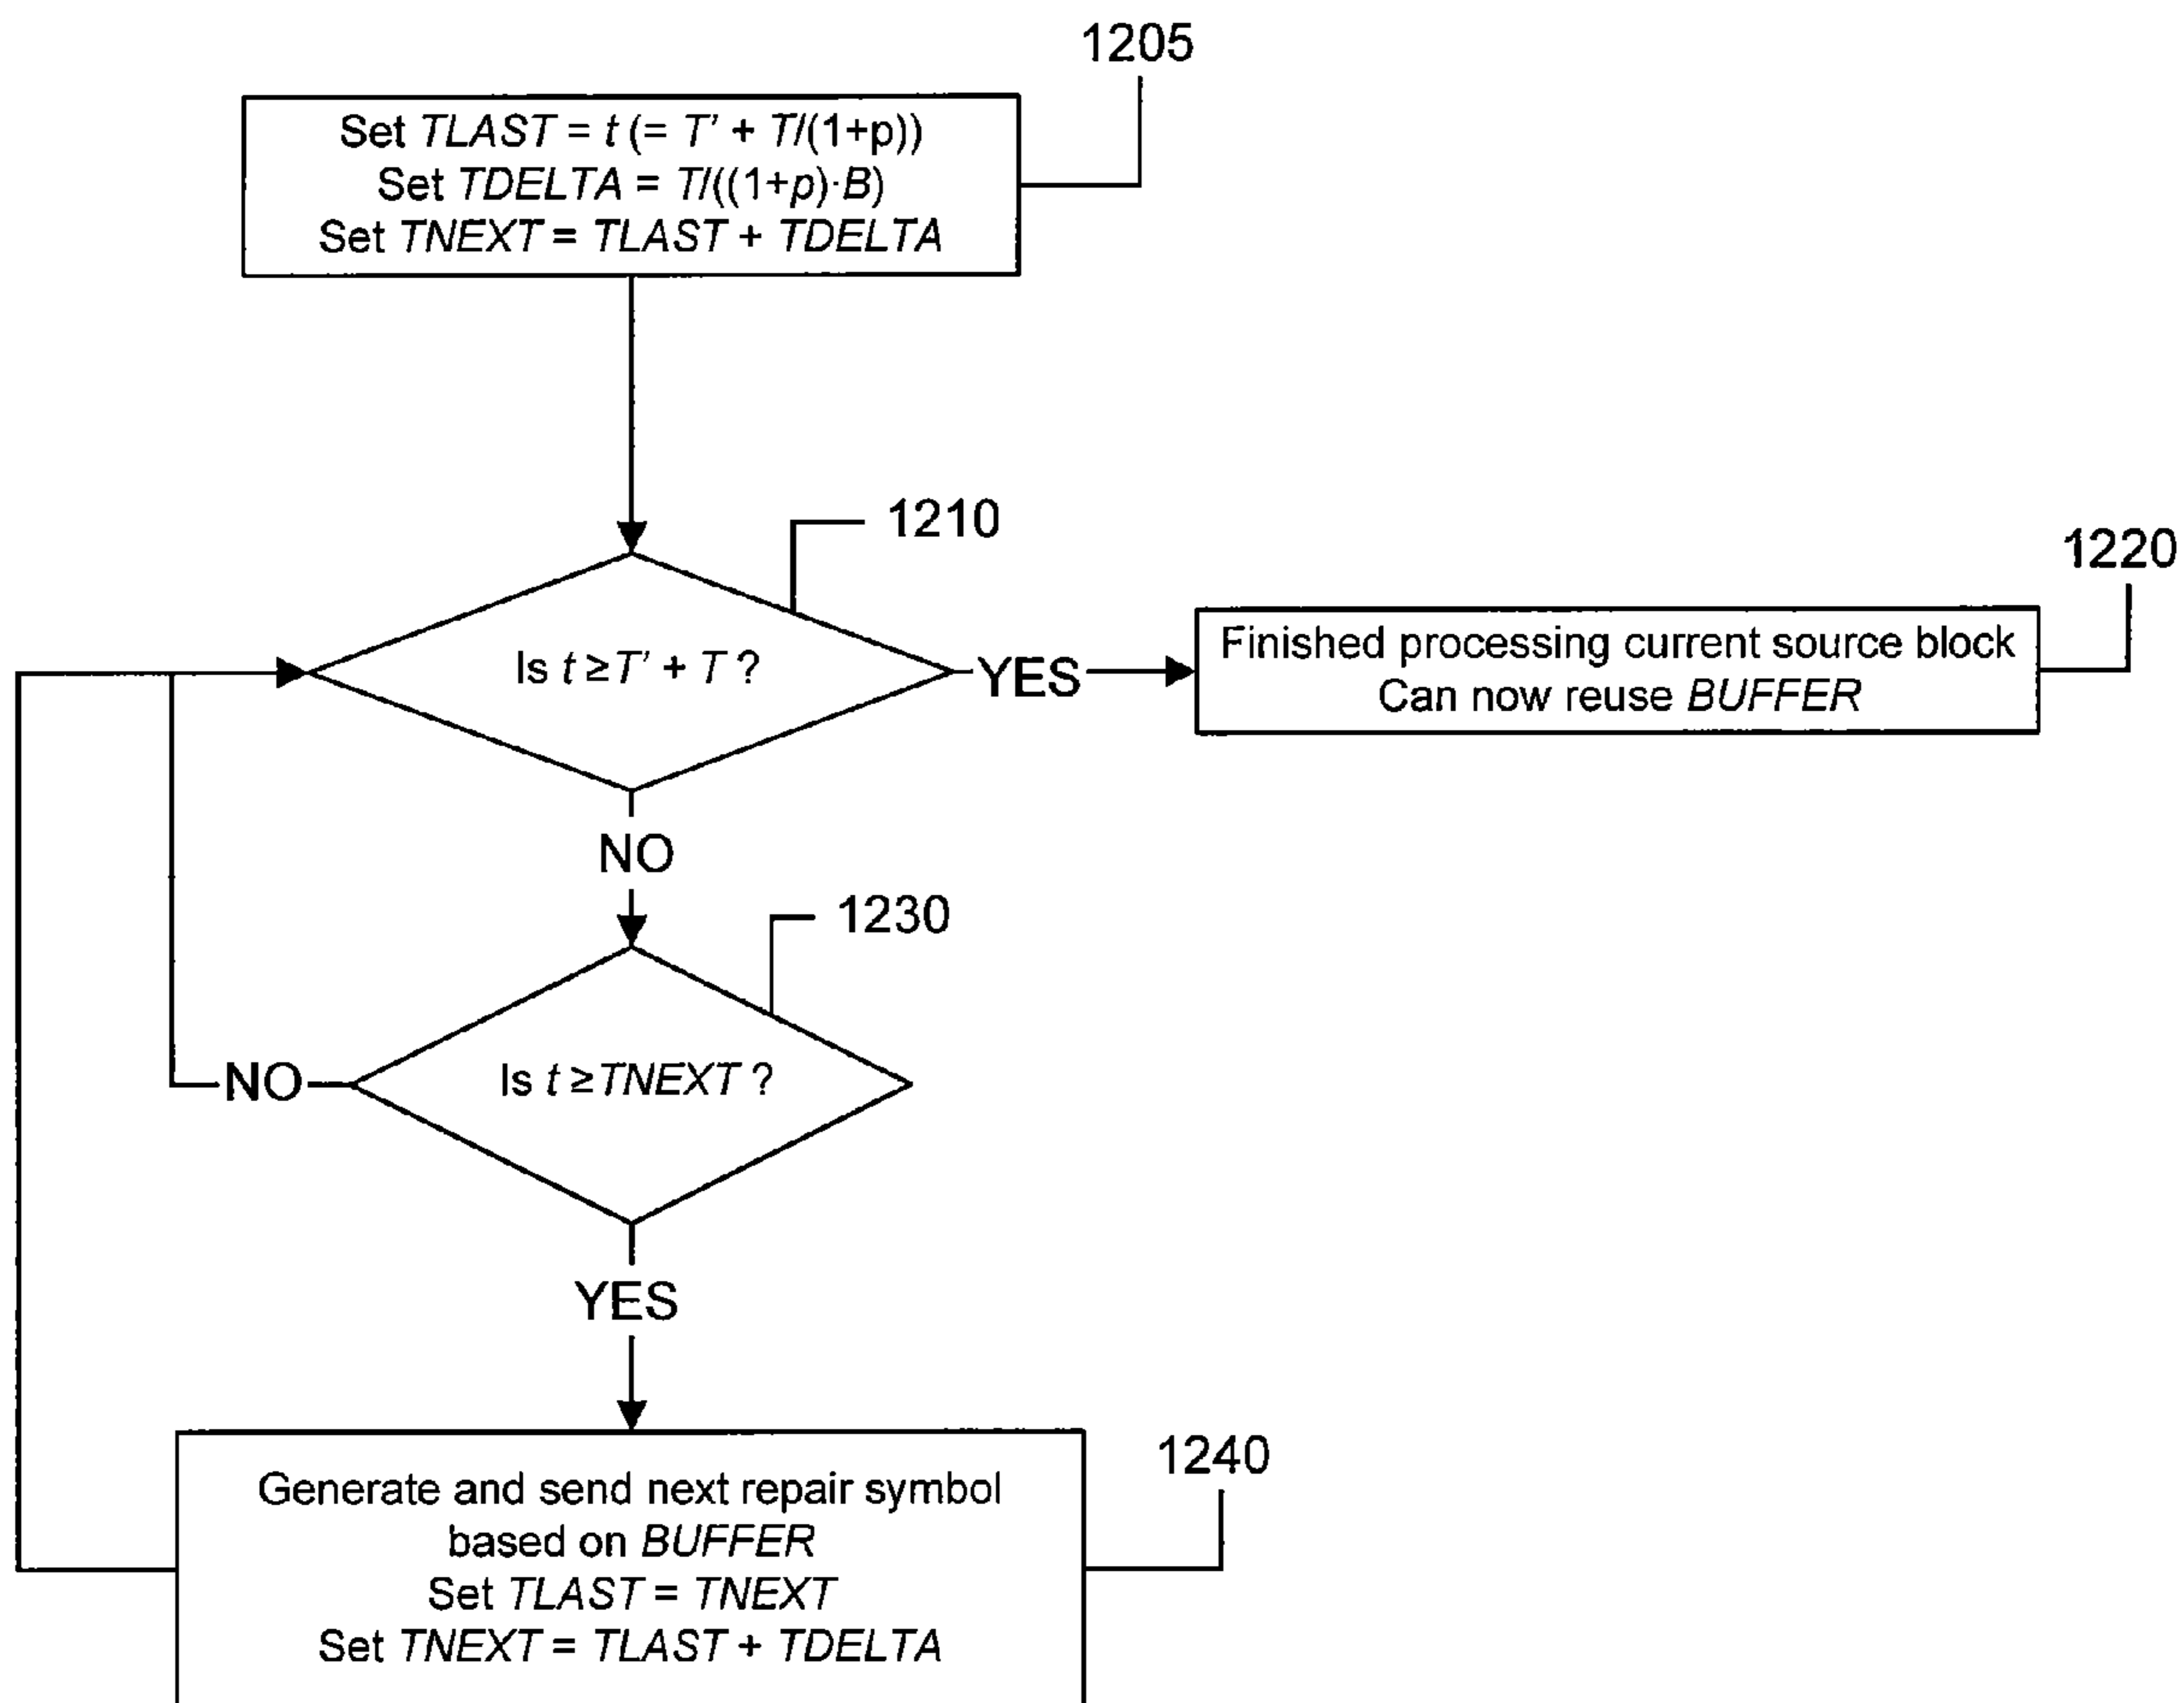 1205
Set TLAST = t (= T' + T/(1+p))
Set TDELTA = T/((1+p)·B)
Set TNEXT = TLAST + TDELTA
1210
Is t ≥ T' + T ?
YES
1220
Finished processing current source block
Can now reuse BUFFER
NO
1230
Is t ≥ TNEXT ?
NO
YES
1240
Generate and send next repair symbol
based on BUFFER
Set TLAST = TNEXT
Set TNEXT = TLAST + TDELTA